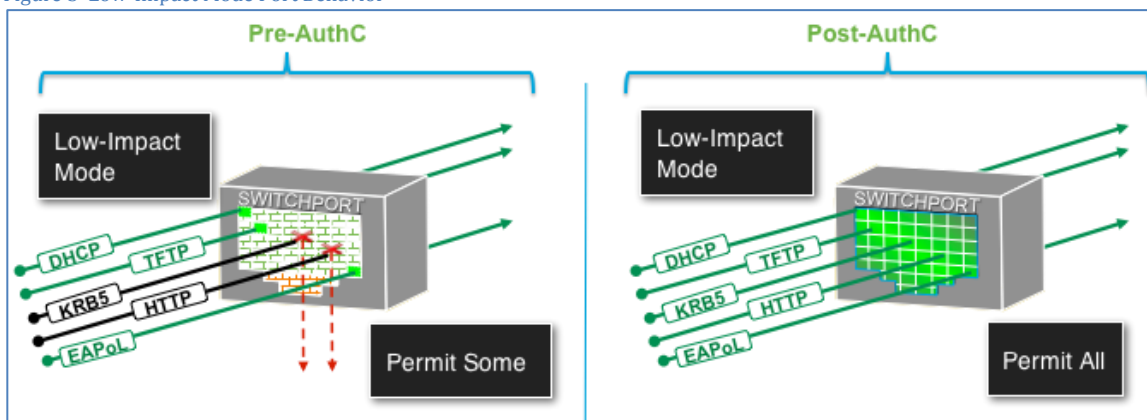 Pre-AuthC
Low-Impact
Mode
SWITCHPORT
DHCP
TFTP
KRB5
HTTP
EAPoL
Permit Some
Post-AuthC
Low-Impact
Mode
SWITCHPORT
DHCP
TFTP
KRB5
HTTP
EAPoL
Permit All